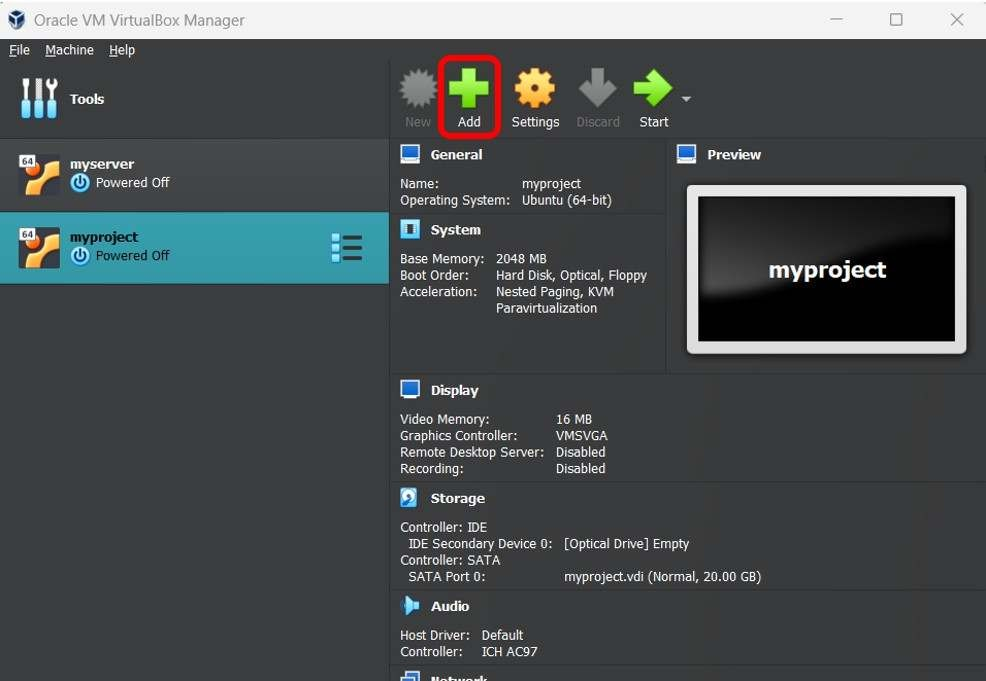 Oracle VM VirtualBox Manager
File Machine Help
Tools
New Add Settings Discard Start
64 myserver
Powered Off
64 myproject
Powered Off
General
Name: myproject
Operating System: Ubuntu (64-bit)
System
Base Memory: 2048 MB
Boot Order: Hard Disk, Optical, Floppy
Acceleration: Nested Paging, KVM
Paravirtualization
Preview
myproject
Display
Video Memory: 16 MB
Graphics Controller: VMSVGA
Remote Desktop Server: Disabled
Recording: Disabled
Storage
Controller: IDE
IDE Secondary Device 0: [Optical Drive] Empty
Controller: SATA
SATA Port 0: myproject.vdi (Normal, 20.00 GB)
Audio
Host Driver: Default
Controller: ICH AC97
Network